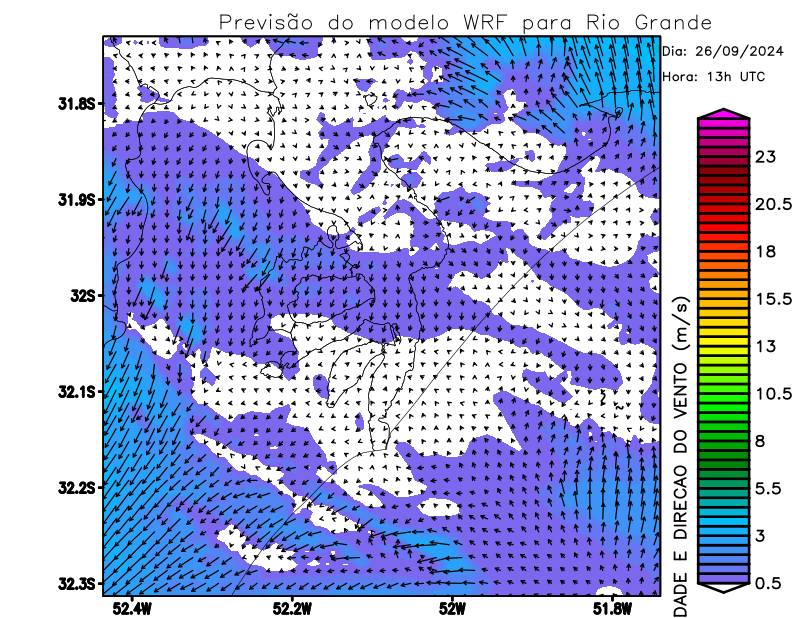 Previsão do modelo WRF para Rio Grande
Dia: 26/09/2024
Hora: 13h UTC
31.8S
31.9S
32S
32.1S
32.2S
32.3S
52.4W
52.2W
52W
51.8W
DADE E DIRECAO DO VENTO (m/s)
23
20.5
18
15.5
13
10.5
8
5.5
3
0.5